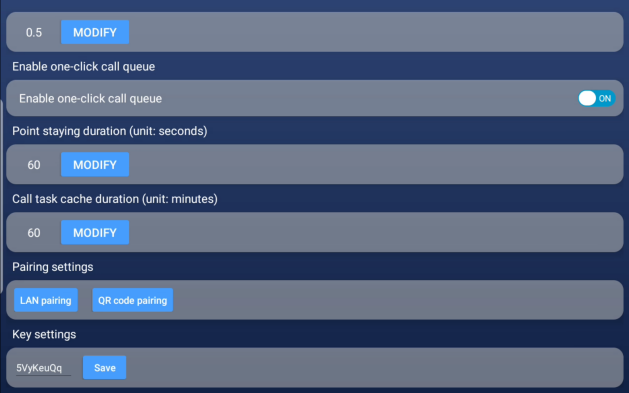 0.5 MODIFY
Enable one-click call queue
Enable one-click call queue ON
Point staying duration (unit: seconds)
60 MODIFY
Call task cache duration (unit: minutes)
60 MODIFY
Pairing settings
LAN pairing QR code pairing
Key settings
5VyKeuQq Save